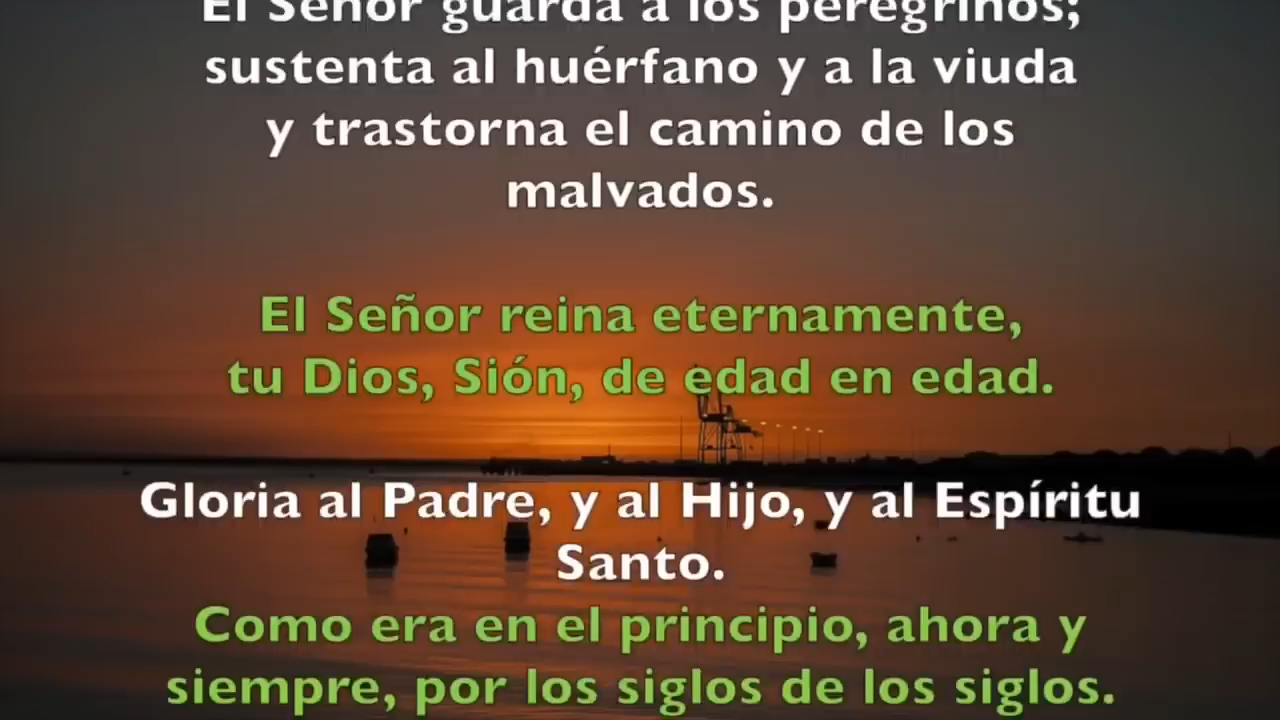 El Señor guarda a los peregrinos;
sustenta al huérfano y a la viuda
y trastorna el camino de los
malvados.
El Señor reina eternamente,
tu Dios, Sión, de edad en edad.
Gloria al Padre, y al Hijo, y al Espíritu
Santo.
Como era en el principio, ahora y
siempre, por los siglos de los siglos.